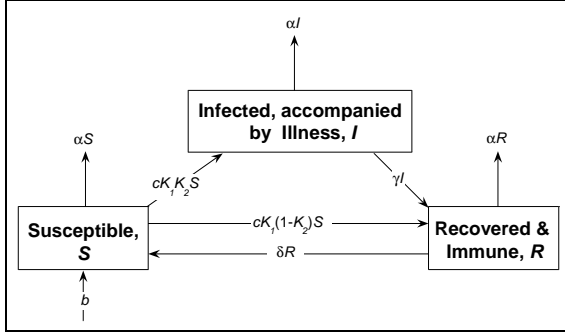 αI
Infected, accompanied
by Illness, I
αS
αR
cK₁K₂S
γI
Susceptible,
S
cK₁(1-K₂)S
Recovered &
Immune, R
δR
b